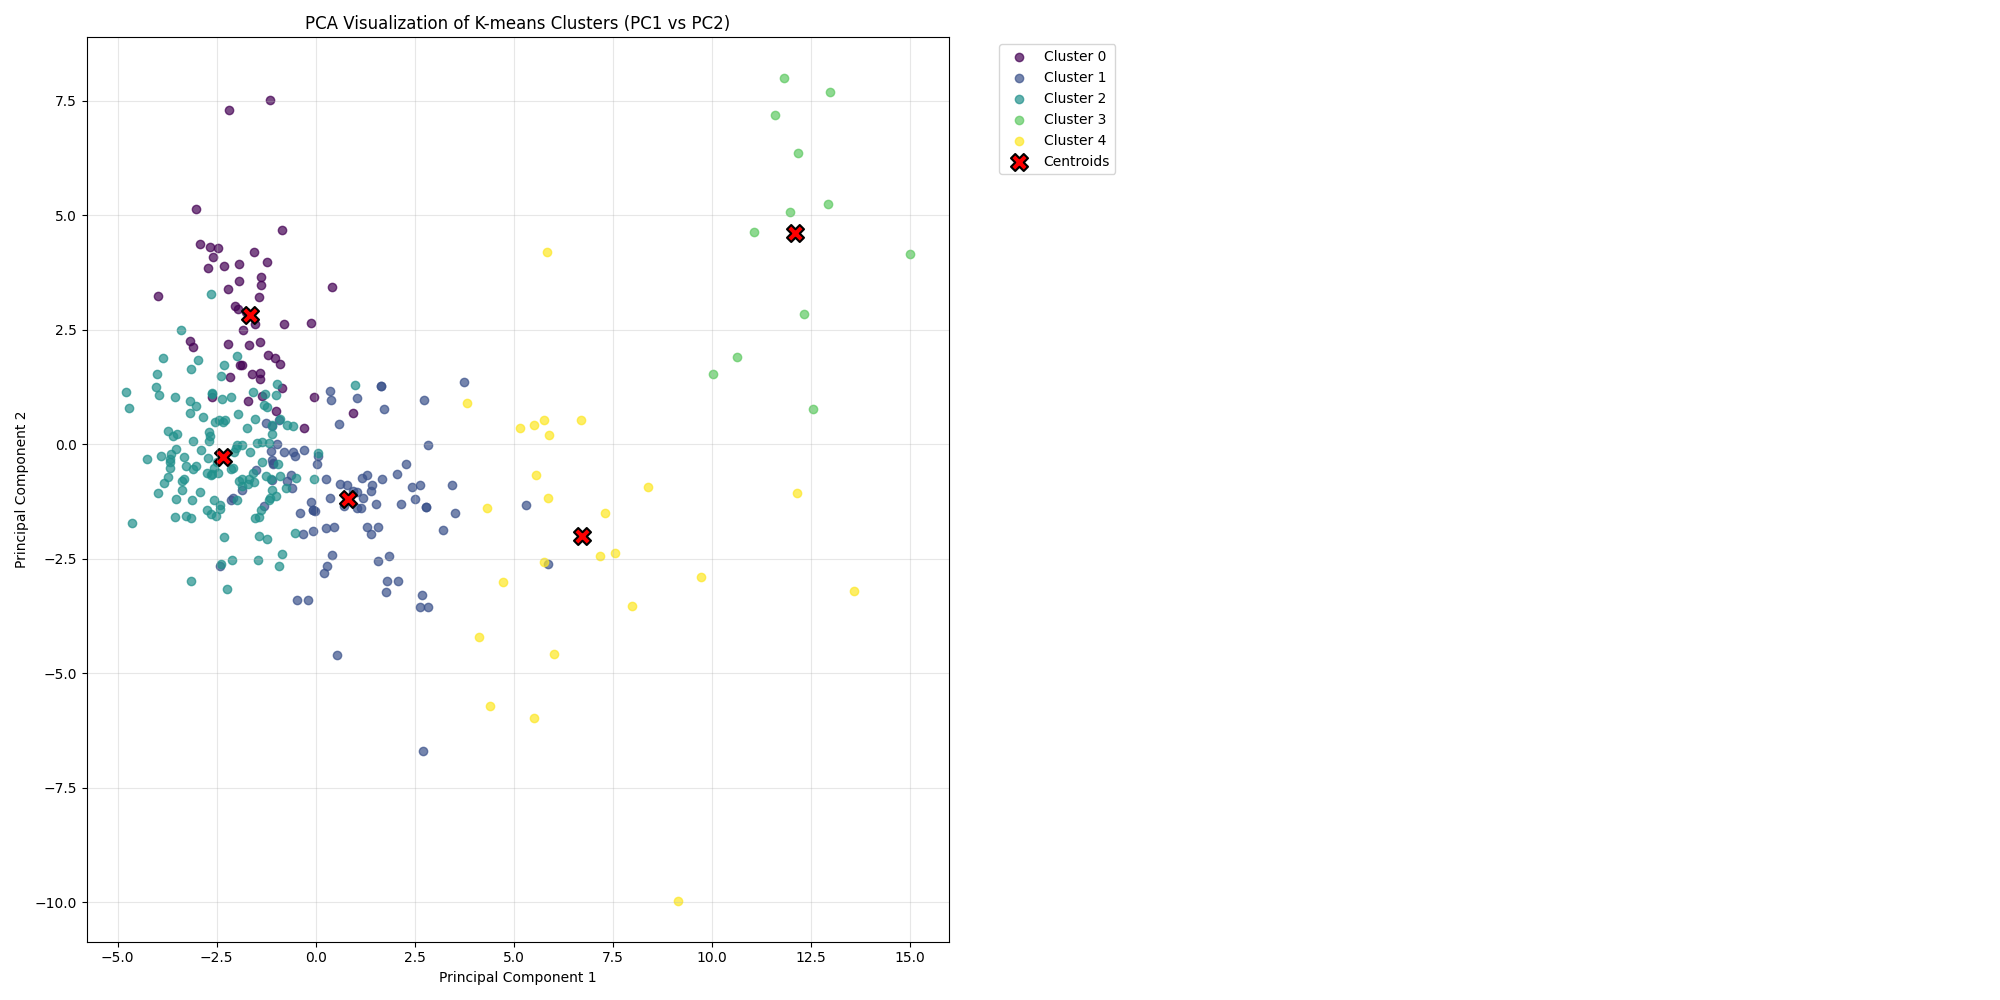 PCA Visualization of K-means Clusters (PC1 vs PC2)
Cluster 0
Cluster 1
Cluster 2
Cluster 3
Cluster 4
Centroids
7.5
5.0
2.5
0.0
−2.5
−5.0
−7.5
−10.0
Principal Component 2
−5.0 −2.5 0.0 2.5 5.0 7.5 10.0 12.5 15.0
Principal Component 1